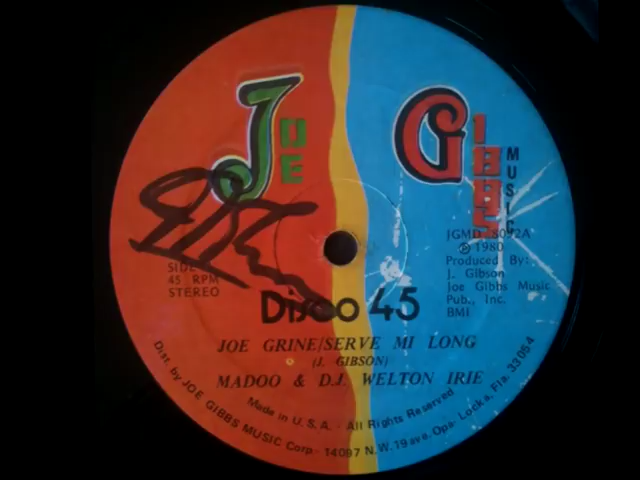 JOE GIBBS MUSIC
SIDE
45 RPM
STEREO
JGMD 8092A
℗ 1980
Produced By:
J. Gibson
Joe Gibbs Music
Pub., Inc.
BMI
Disco 45
JOE GRINE/SERVE MI LONG
(J. GIBSON)
MADOO & D.J. WELTON IRIE
Made in U.S.A. - All Rights Reserved
Dist. by JOE GIBBS MUSIC Corp. - 14097 N.W. 19 ave. Opa- Locka, Fla. 33054